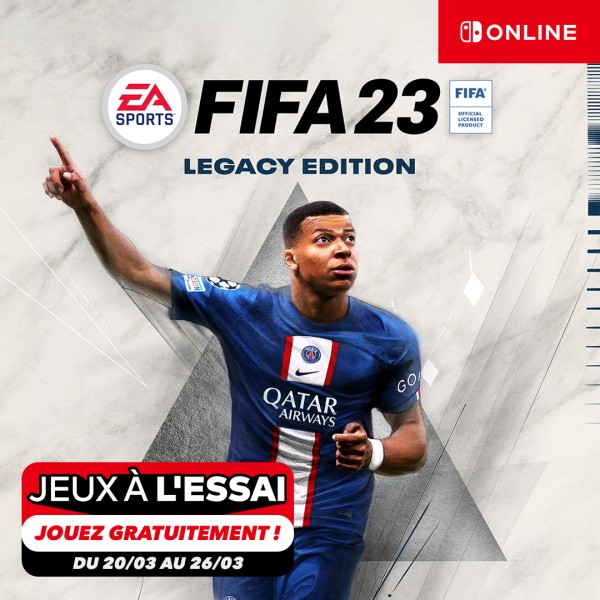 ONLINE
EA
SPORTS
FIFA 23
FIFA®
OFFICIAL
LICENSED
PRODUCT
LEGACY EDITION
QATAR
AIRWAYS
JEUX À L'ESSAI
JOUEZ GRATUITEMENT !
DU 20/03 AU 26/03